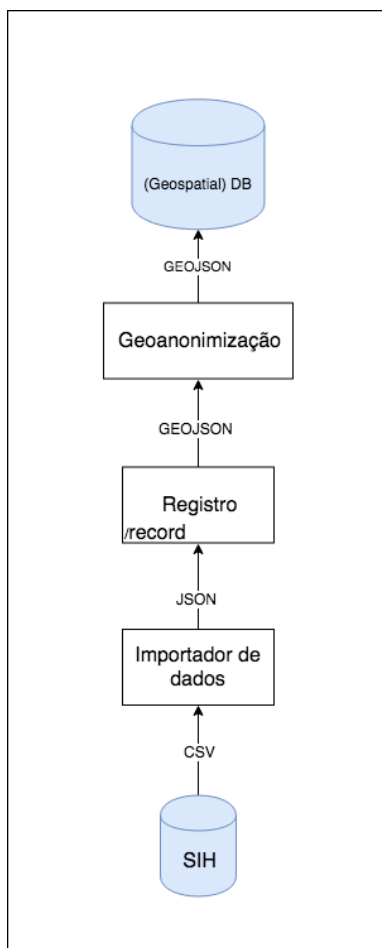 (Geospatial) DB
GEOJSON
Geoanonimização
GEOJSON
Registro
/record
JSON
Importador de
dados
CSV
SIH